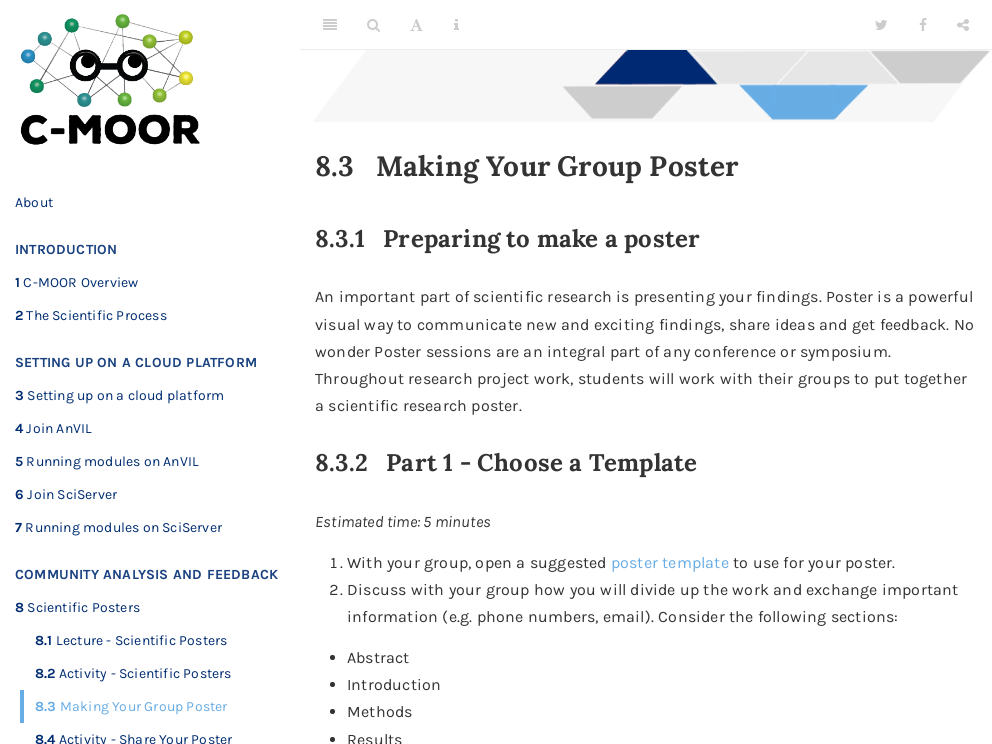 C-MOOR
About
INTRODUCTION
1 C-MOOR Overview
2 The Scientific Process
SETTING UP ON A CLOUD PLATFORM
3 Setting up on a cloud platform
4 Join AnVIL
5 Running modules on AnVIL
6 Join SciServer
7 Running modules on SciServer
COMMUNITY ANALYSIS AND FEEDBACK
8 Scientific Posters
8.1 Lecture - Scientific Posters
8.2 Activity - Scientific Posters
8.3 Making Your Group Poster
8.4 Activity - Share Your Poster
8.3 Making Your Group Poster
8.3.1 Preparing to make a poster
An important part of scientific research is presenting your findings. Poster is a powerful
visual way to communicate new and exciting findings, share ideas and get feedback. No
wonder Poster sessions are an integral part of any conference or symposium.
Throughout research project work, students will work with their groups to put together
a scientific research poster.
8.3.2 Part 1 - Choose a Template
Estimated time: 5 minutes
1. With your group, open a suggested poster template to use for your poster.
2. Discuss with your group how you will divide up the work and exchange important
information (e.g. phone numbers, email). Consider the following sections:
• Abstract
• Introduction
• Methods
• Results